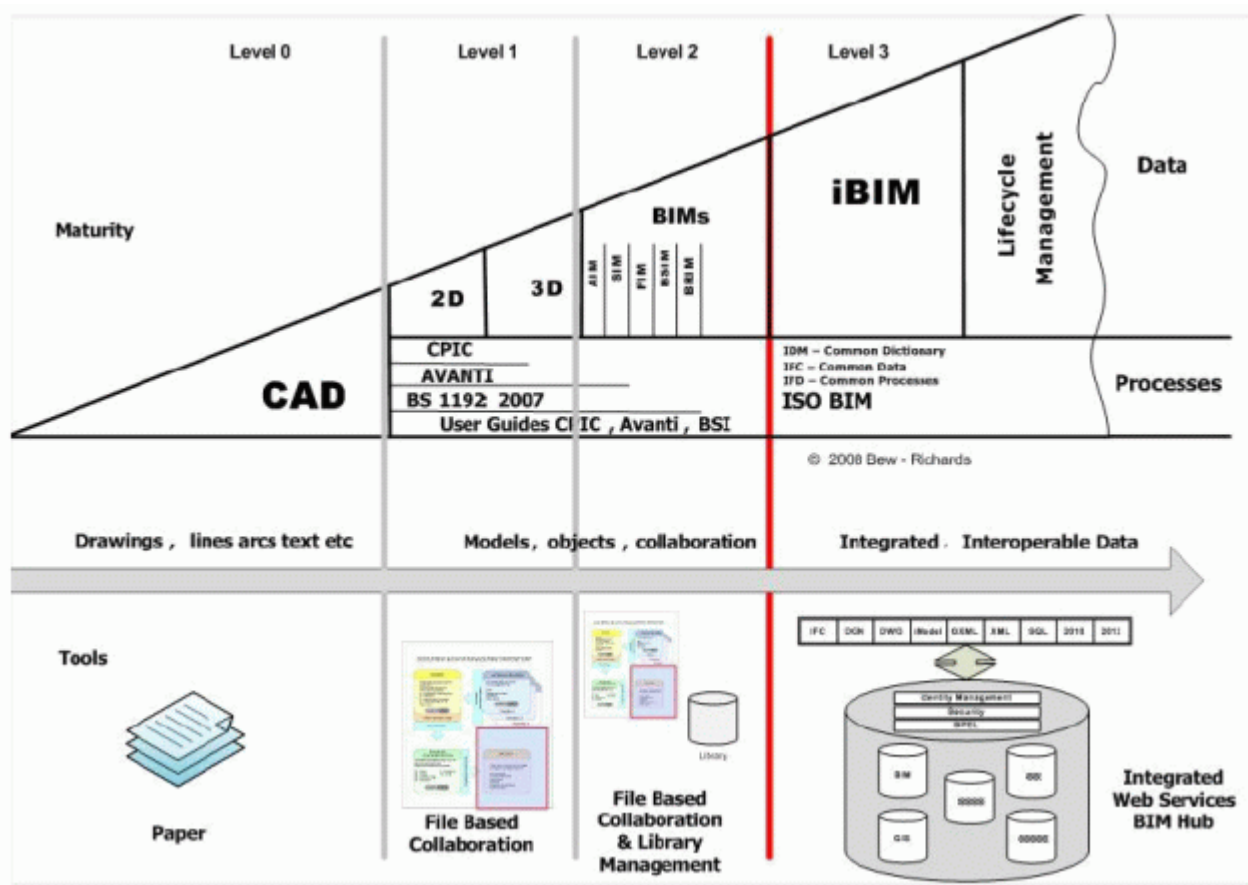 Level 0
Level 1
Level 2
Level 3
Maturity
CAD
2D
3D
BIMs
AIM
SIM
FIM
BSIM
BRIM
iBIM
Lifecycle
Management
Data
Processes
CPIC
AVANTI
BS 1192: 2007
User Guides CPIC , Avanti , BSI
IDM – Common Dictionary
IFC – Common Data
IFD – Common Processes
ISO BIM
© 2008 Bew - Richards
Drawings , lines arcs text etc
Models, objects , collaboration
Integrated , Interoperable Data
Tools
Paper
File Based
Collaboration
Library
File Based
Collaboration
& Library
Management
IFC DGN DWG iModel GXML XML SQL
Identity Management
Security
BPEL
BIM
GIS
Integrated
Web Services
BIM Hub